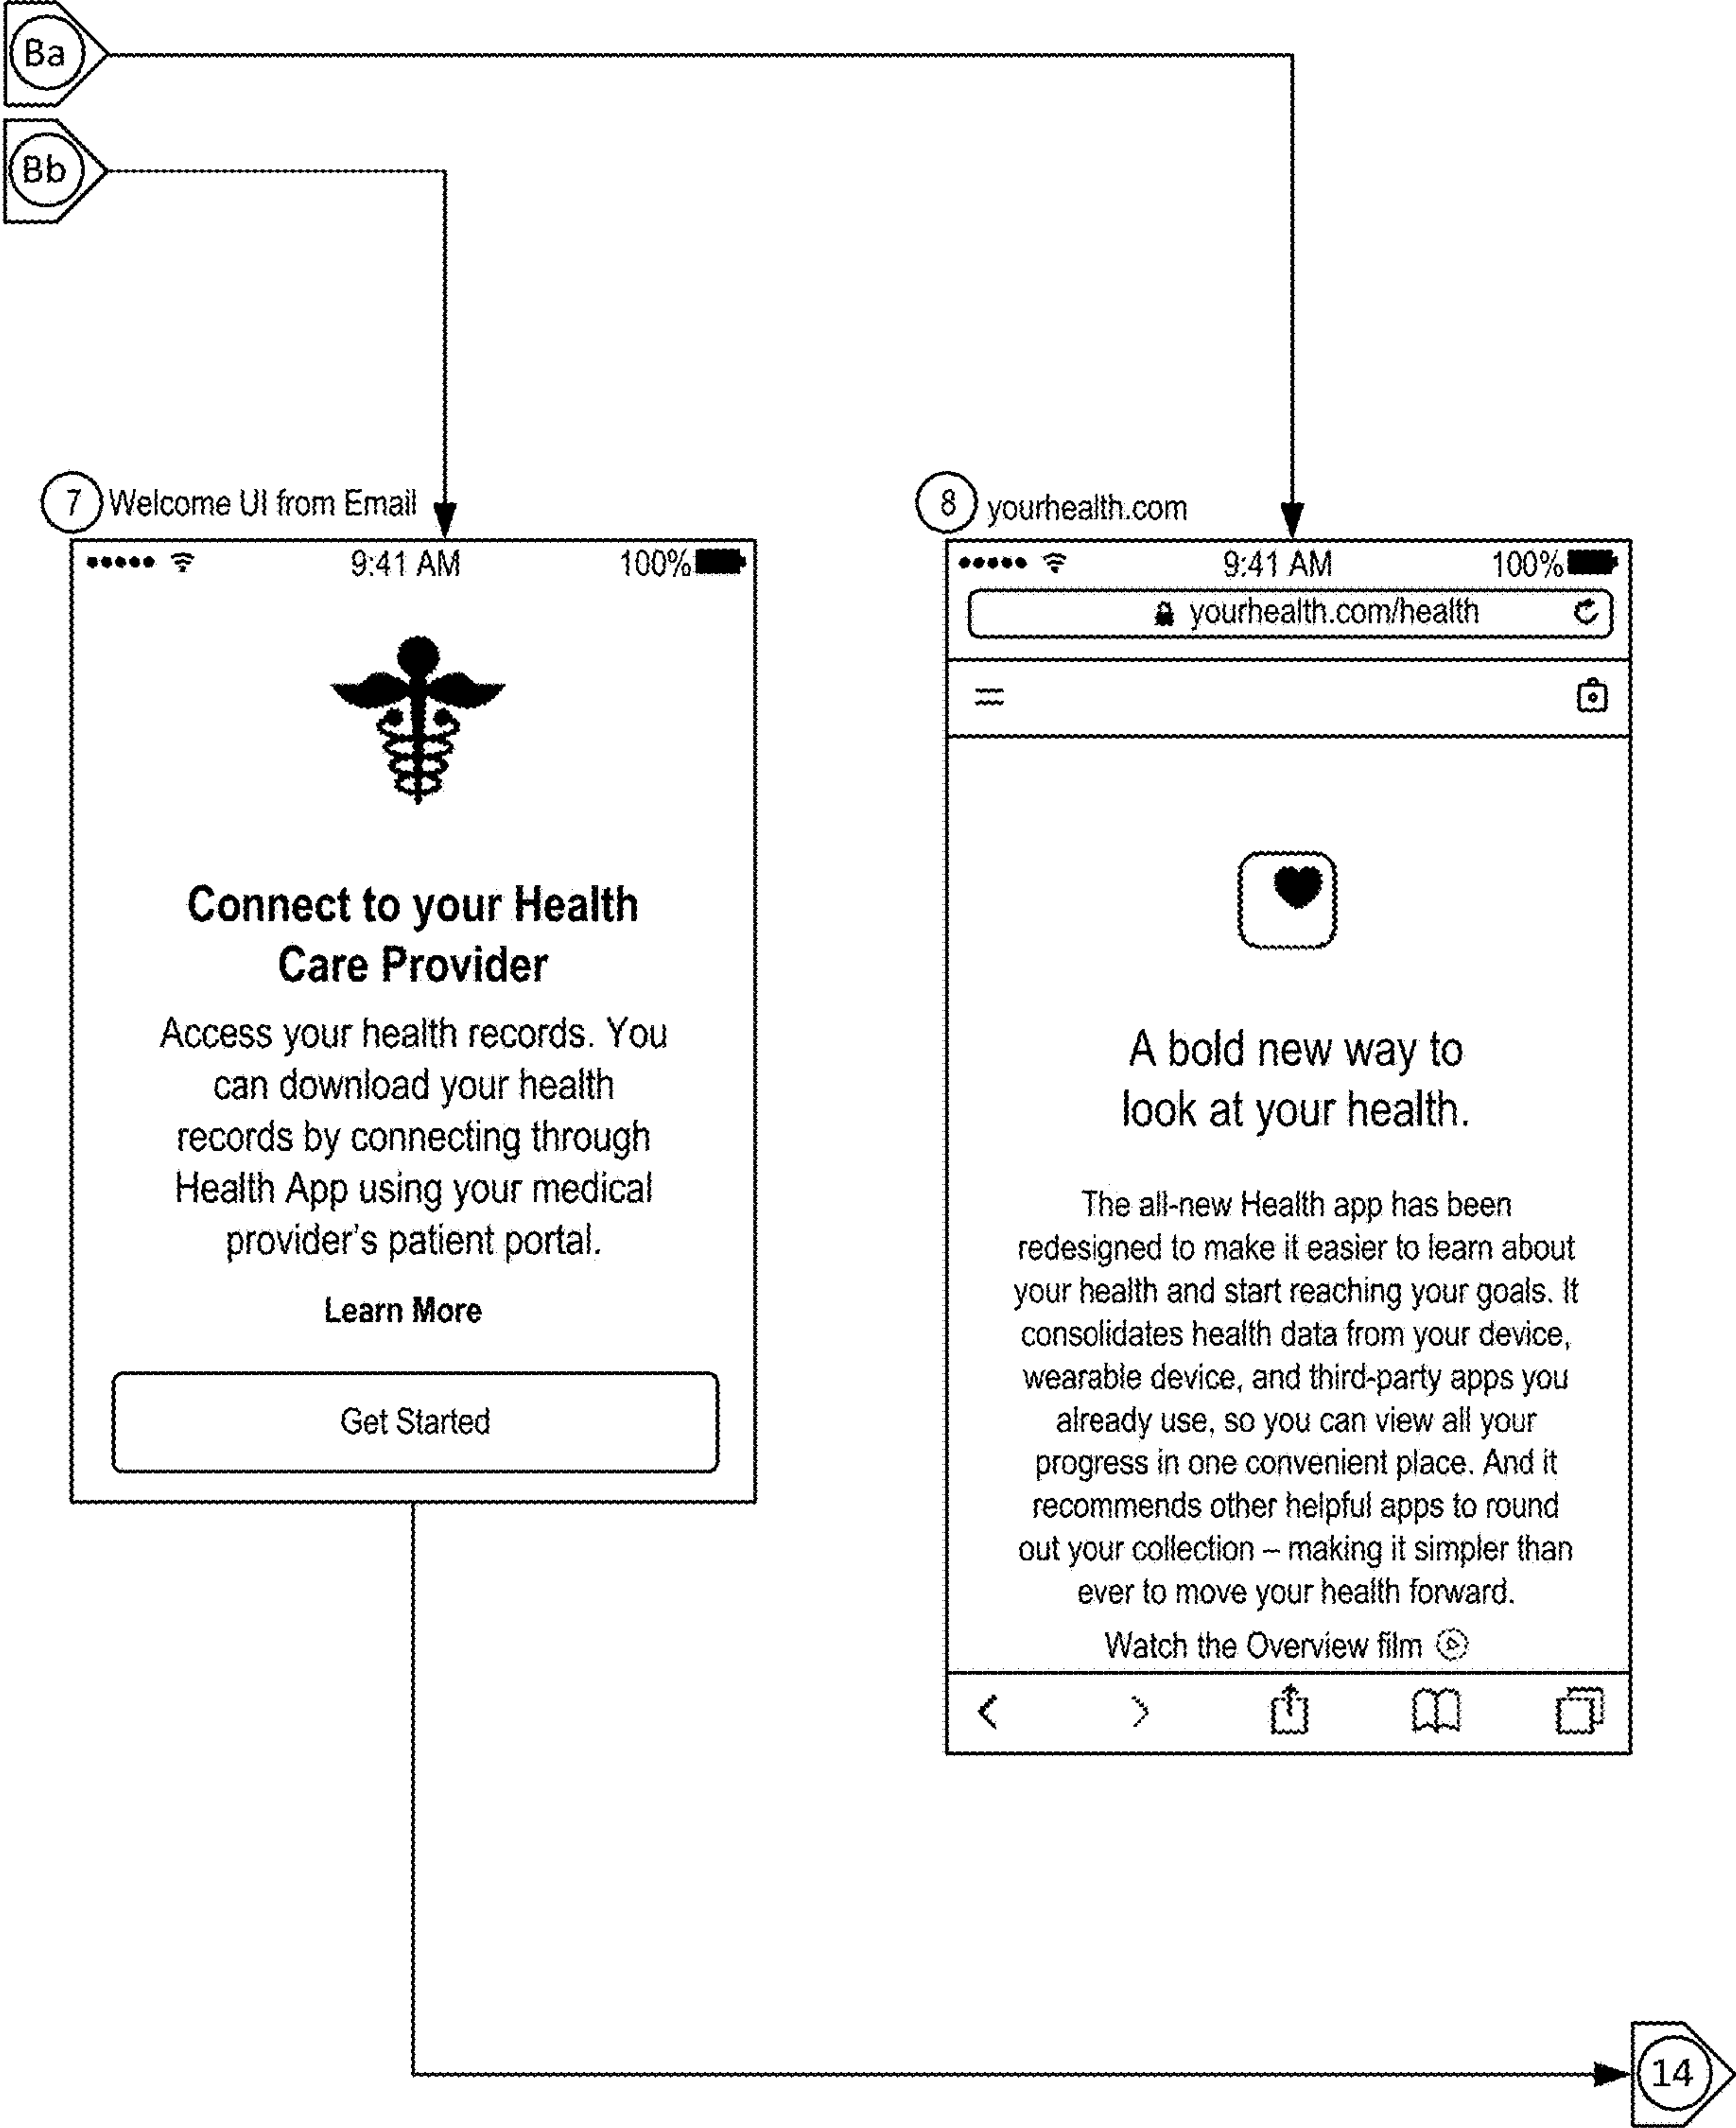 Ba
Bb
7 Welcome UI from Email
9:41 AM 100%
Connect to your Health
Care Provider
Access your health records. You
can download your health
records by connecting through
Health App using your medical
provider's patient portal.
Learn More
Get Started
8 yourhealth.com
9:41 AM 100%
yourhealth.com/health
A bold new way to
look at your health.
The all-new Health app has been
redesigned to make it easier to learn about
your health and start reaching your goals. It
consolidates health data from your device,
wearable device, and third-party apps you
already use, so you can view all your
progress in one convenient place. And it
recommends other helpful apps to round
out your collection – making it simpler than
ever to move your health forward.
Watch the Overview film
14